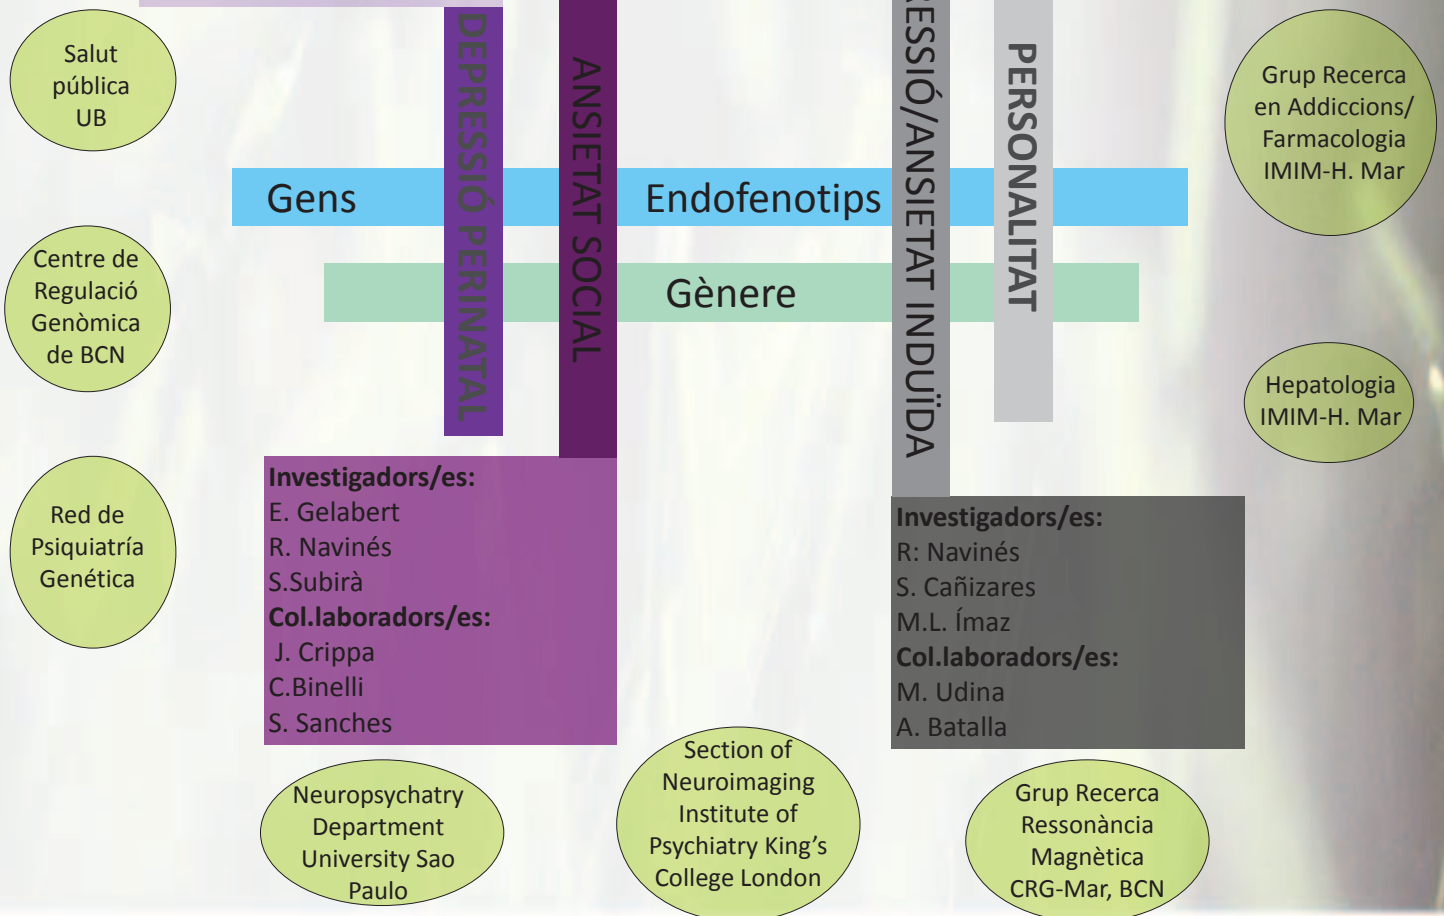 Salut
pública
UB
Centre de
Regulació
Genòmica
de BCN
Red de
Psiquiatría
Genética
DEPRESSIÓ PERINATAL
ANSIETAT SOCIAL
ESSIÓ/ANSIETAT INDUÏDA
PERSONALITAT
Gens
Endofenotips
Gènere
Grup Recerca
en Addiccions/
Farmacologia
IMIM-H. Mar
Hepatologia
IMIM-H. Mar
Investigadors/es:
E. Gelabert
R. Navinés
S.Subirà
Col.laboradors/es:
J. Crippa
C.Binelli
S. Sanches
Investigadors/es:
R: Navinés
S. Cañizares
M.L. Ímaz
Col.laboradors/es:
M. Udina
A. Batalla
Neuropsychatry
Department
University Sao
Paulo
Section of
Neuroimaging
Institute of
Psychiatry King's
College London
Grup Recerca
Ressonància
Magnètica
CRG-Mar, BCN